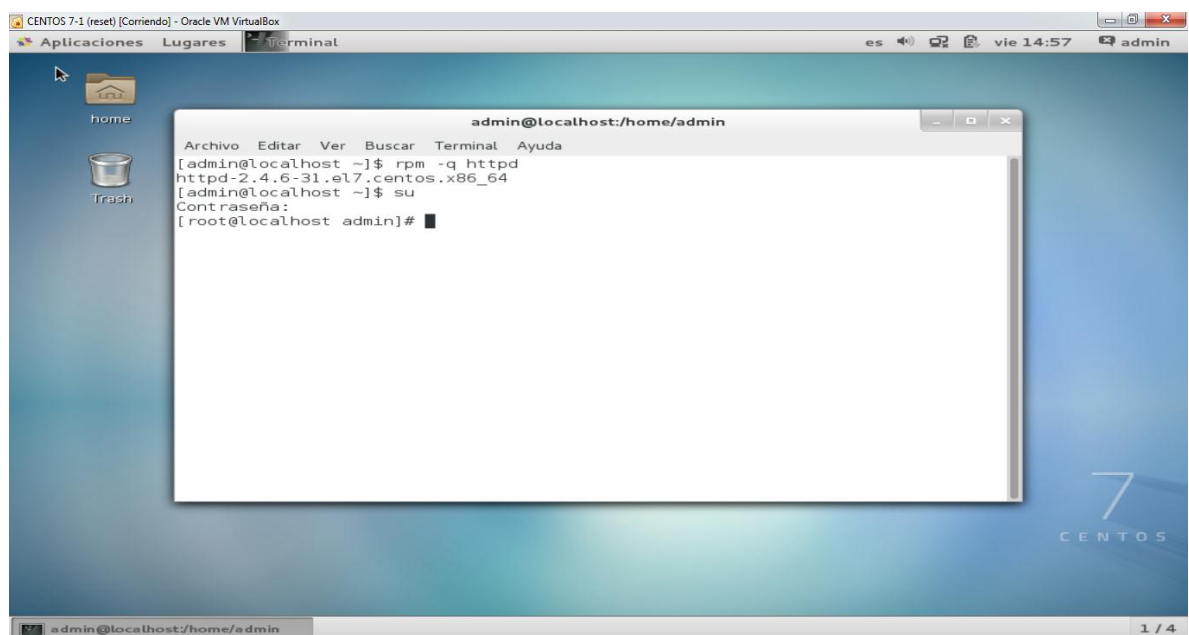 CENTOS 7-1 (reset) [Corriendo] - Oracle VM VirtualBox
Aplicaciones Lugares Terminal es vie 14:57 admin
home
Trash
admin@localhost:/home/admin
Archivo Editar Ver Buscar Terminal Ayuda
[admin@localhost ~]$ rpm -q httpd
httpd-2.4.6-31.el7.centos.x86_64
[admin@localhost ~]$ su
Contraseña:
[root@localhost admin]#
7
CENTOS
admin@localhost:/home/admin 1 / 4